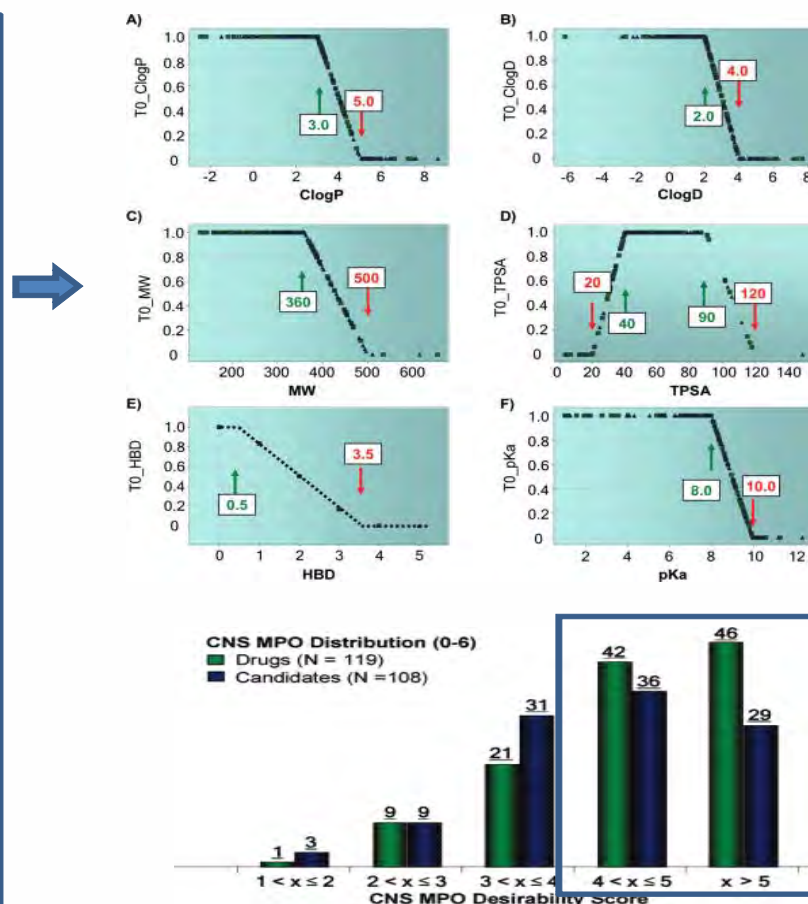 A)
T0_ClogP
1.0
0.8
0.6
0.4
0.2
0
3.0
5.0
-2 0 2 4 6 8
ClogP
B)
T0_ClogD
1.0
0.8
0.6
0.4
0.2
0
4.0
2.0
-6 -4 -2 0 2 4 6 8
ClogD
C)
T0_MW
1.0
0.8
0.6
0.4
0.2
0
360
500
200 300 400 500 600
MW
D)
T0_TPSA
1.0
0.8
0.6
0.4
0.2
0
20
40
90
120
0 20 40 60 80 100 120 140
TPSA
E)
T0_HBD
1.0
0.8
0.6
0.4
0.2
0
0.5
3.5
0 1 2 3 4 5
HBD
F)
T0_pKa
1.0
0.8
0.6
0.4
0.2
0
8.0
10.0
2 4 6 8 10 12
pKa
CNS MPO Distribution (0-6)
Drugs (N = 119)
Candidates (N =108)
1 3 9 9 21 31 42 36 46 29
1 < x ≤ 2 2 < x ≤ 3 3 < x ≤ 4 4 < x ≤ 5 x > 5
CNS MPO Desirability Score